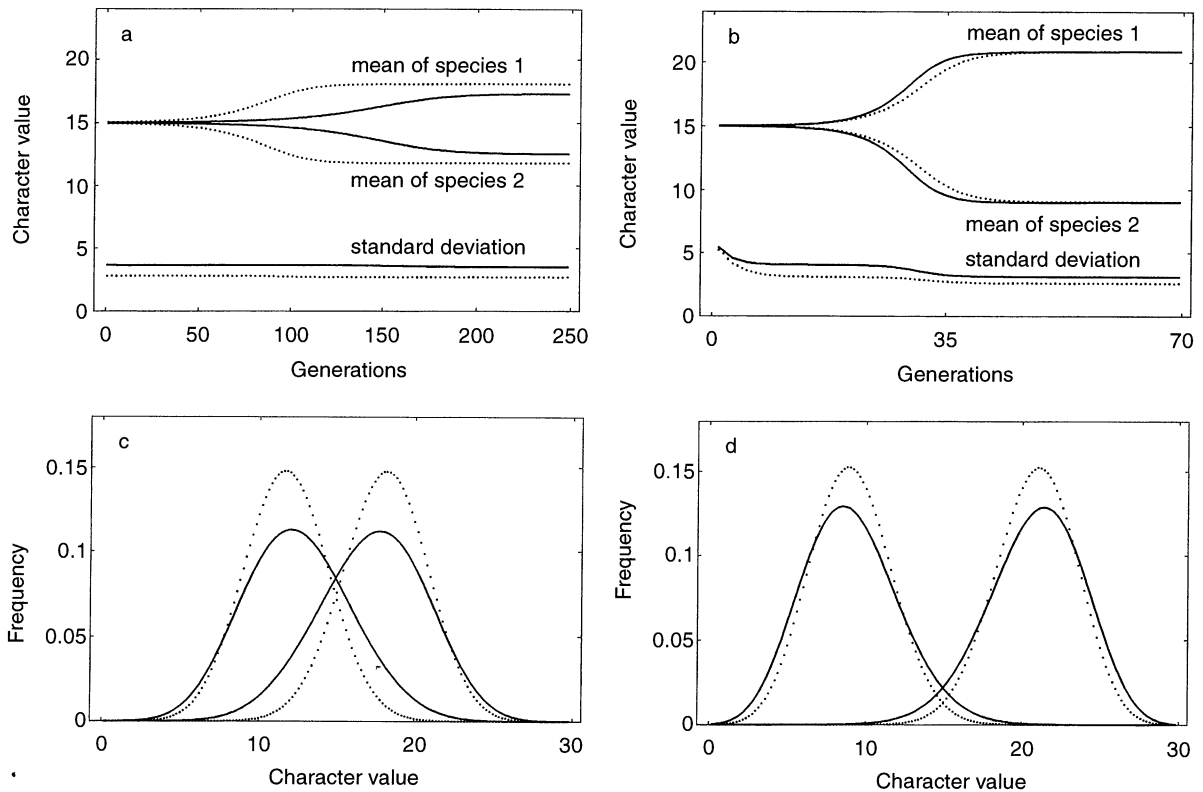 a
20
15
10
5
0
Character value
mean of species 1
mean of species 2
standard deviation
0 50 100 150 200 250
Generations
b
20
15
10
5
0
Character value
mean of species 1
mean of species 2
standard deviation
0 35 70
Generations
c
0.15
0.1
0.05
0
Frequency
0 10 20 30
Character value
d
0.15
0.1
0.05
0
Frequency
0 10 20 30
Character value